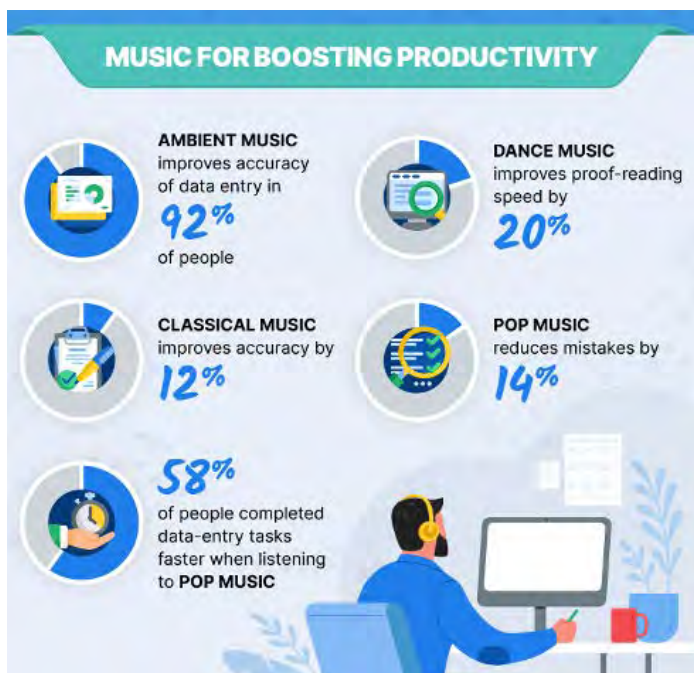 MUSIC FOR BOOSTING PRODUCTIVITY
AMBIENT MUSIC
improves accuracy
of data entry in
92%
of people
DANCE MUSIC
improves proof-reading
speed by
20%
CLASSICAL MUSIC
improves accuracy by
12%
POP MUSIC
reduces mistakes by
14%
58%
of people completed
data-entry tasks
faster when listening
to POP MUSIC